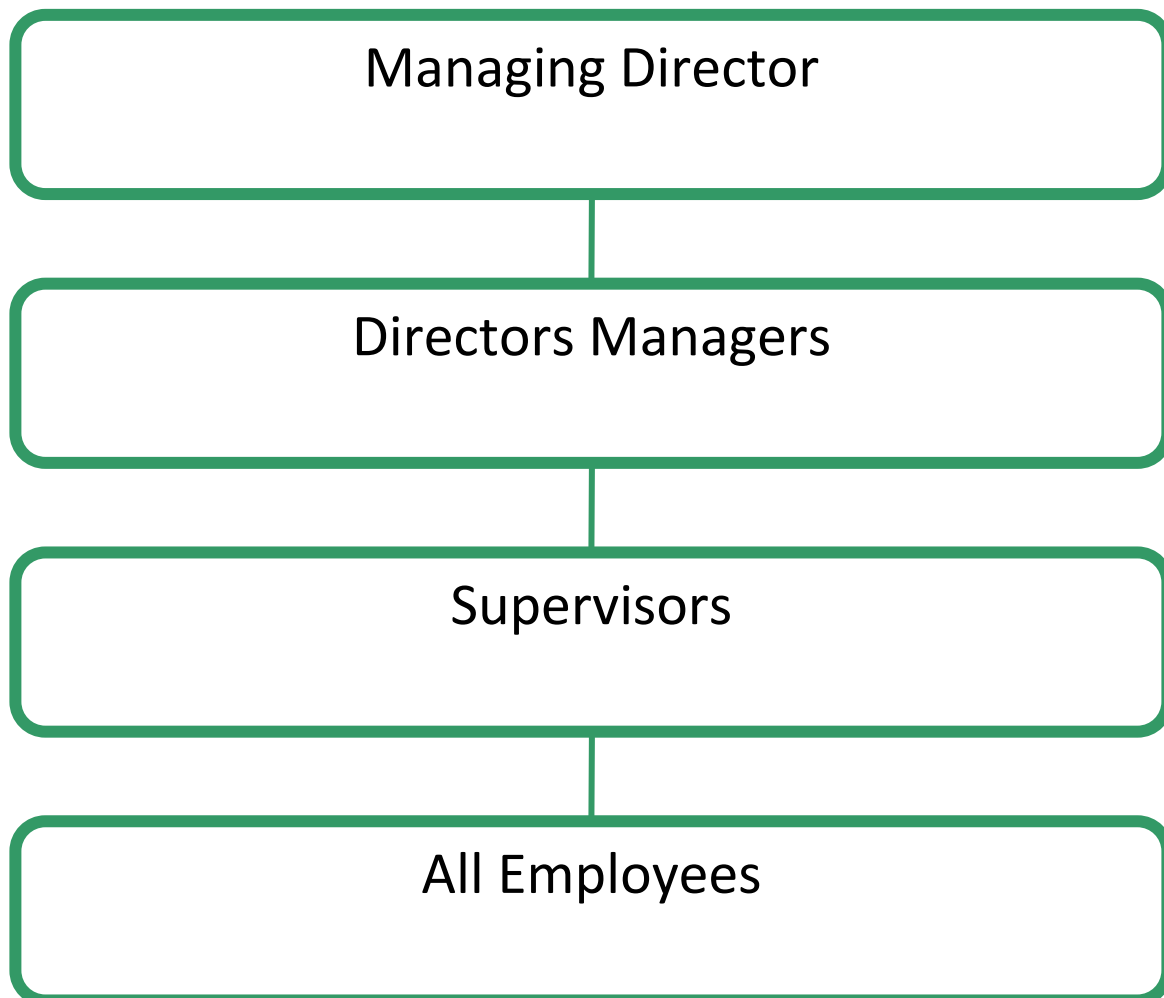 Managing Director
Directors Managers
Supervisors
All Employees